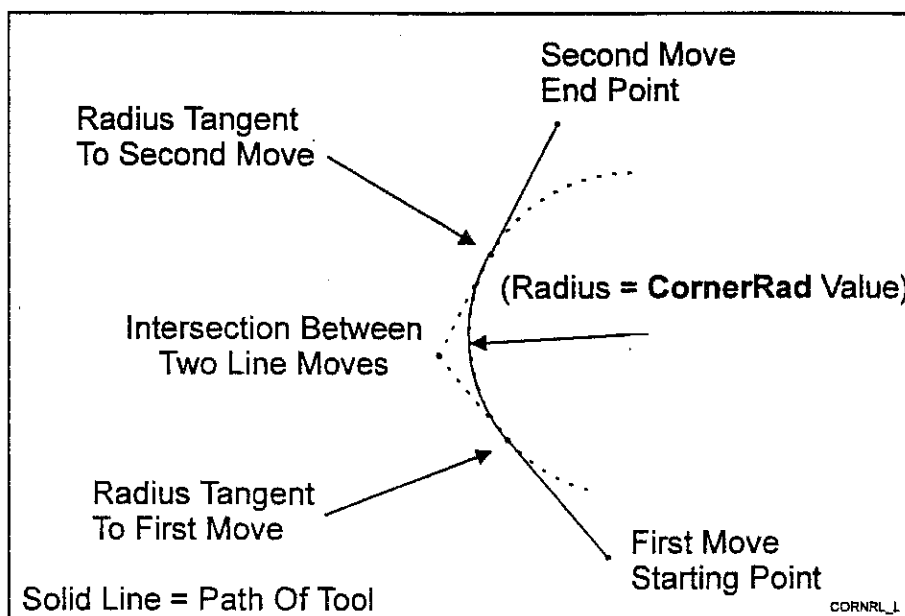 Second Move
End Point
Radius Tangent
To Second Move
(Radius = CornerRad Value)
Intersection Between
Two Line Moves
Radius Tangent
To First Move
First Move
Starting Point
Solid Line = Path Of Tool
CORNRL_L